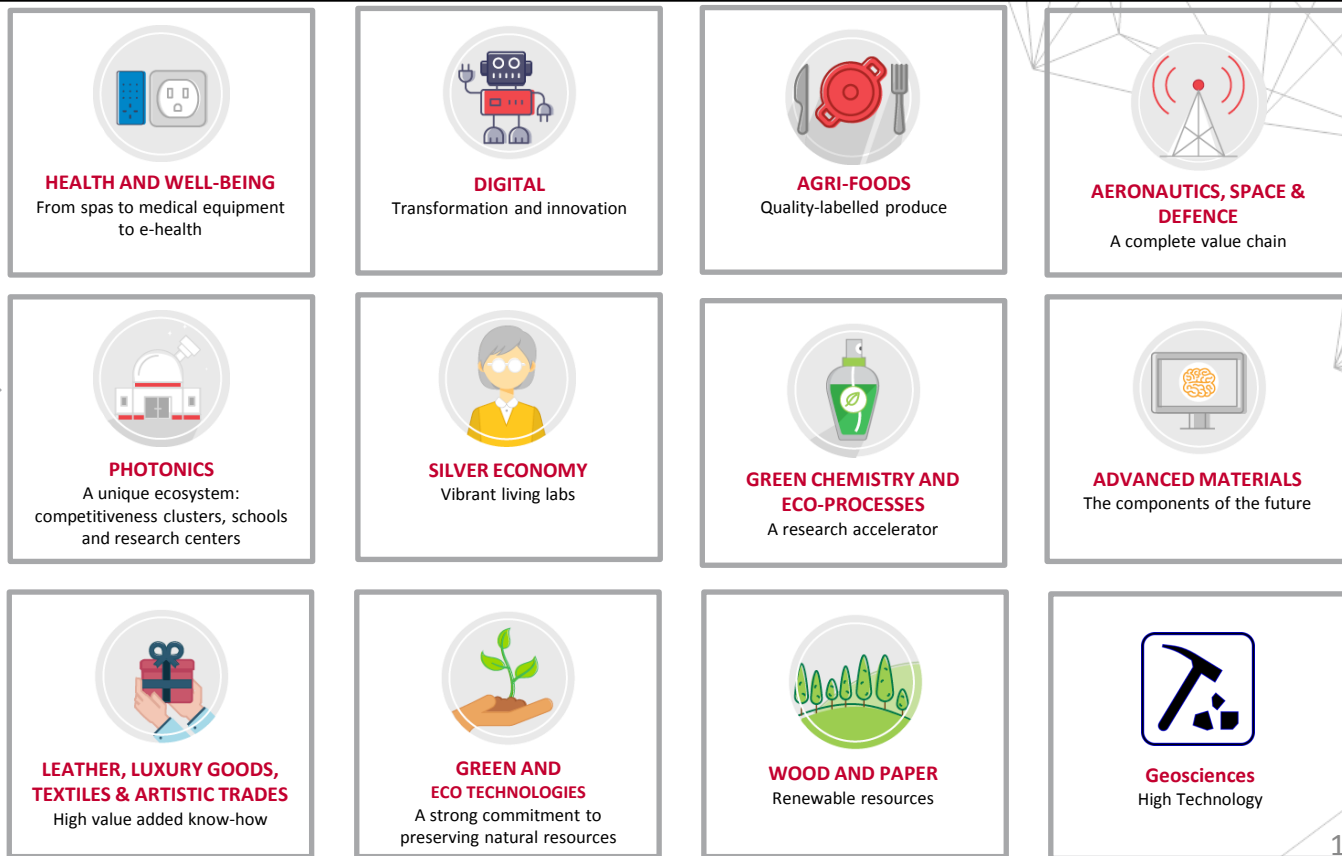 HEALTH AND WELL-BEING
From spas to medical equipment
to e-health
DIGITAL
Transformation and innovation
AGRI-FOODS
Quality-labelled produce
AERONAUTICS, SPACE &
DEFENCE
A complete value chain
PHOTONICS
A unique ecosystem:
competitiveness clusters, schools
and research centers
SILVER ECONOMY
Vibrant living labs
GREEN CHEMISTRY AND
ECO-PROCESSES
A research accelerator
ADVANCED MATERIALS
The components of the future
LEATHER, LUXURY GOODS,
TEXTILES & ARTISTIC TRADES
High value added know-how
GREEN AND
ECO TECHNOLOGIES
A strong commitment to
preserving natural resources
WOOD AND PAPER
Renewable resources
Geosciences
High Technology
1